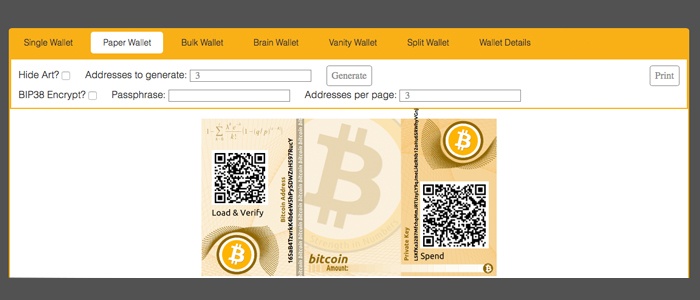 Single Wallet
Paper Wallet
Bulk Wallet
Brain Wallet
Vanity Wallet
Split Wallet
Wallet Details
Hide Art?
Addresses to generate: 3
Generate
Print
BIP38 Encrypt?
Passphrase:
Addresses per page: 3
Load & Verify
Bitcoin Address
bitcoin
Amount:
Private Key
Spend